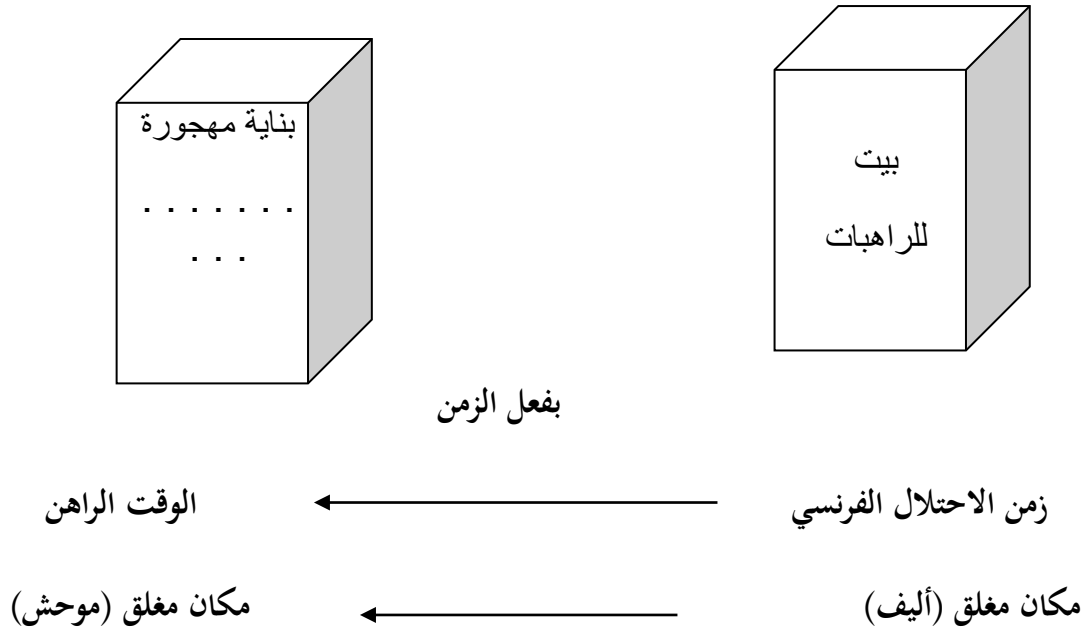 بيت
للراهبات
بناية مهجورة
. . . . . . .
. . .
بفعل الزمن
زمن الاحتلال الفرنسي
الوقت الراهن
مكان مغلق (أليف)
مكان مغلق (موحش)